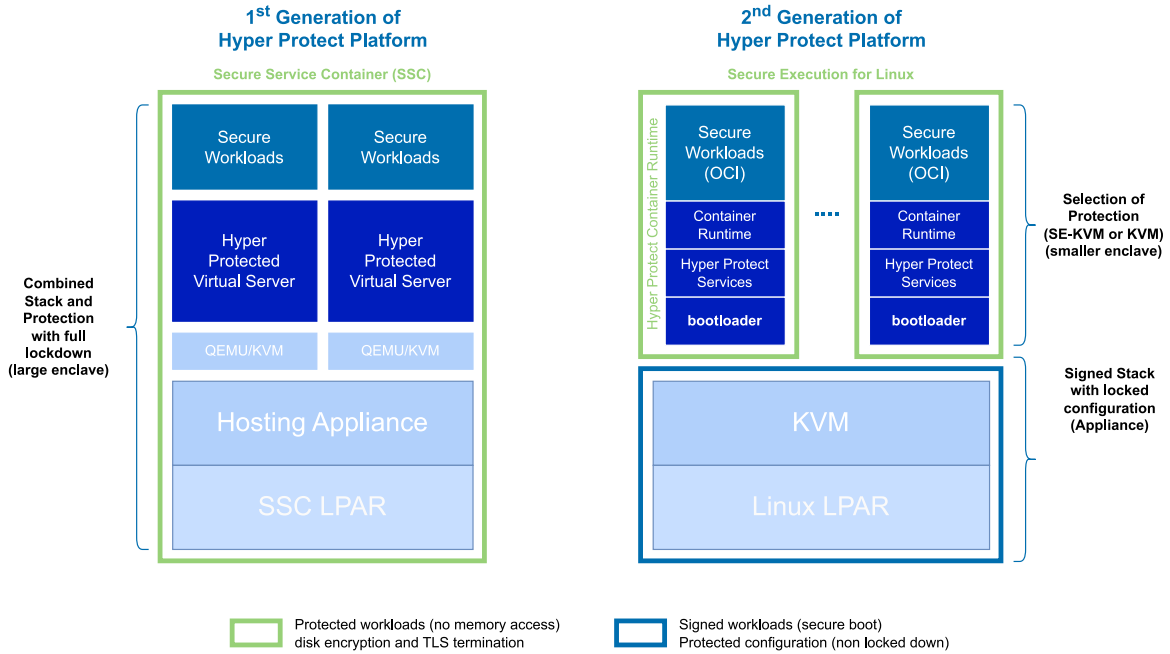 1st Generation of
Hyper Protect Platform
Secure Service Container (SSC)
Combined
Stack and
Protection
with full
lockdown
(large enclave)
Secure
Workloads
Secure
Workloads
Hyper
Protected
Virtual Server
Hyper
Protected
Virtual Server
QEMU/KVM
QEMU/KVM
Hosting Appliance
SSC LPAR
2nd Generation of
Hyper Protect Platform
Secure Execution for Linux
Hyper Protect Container Runtime
Secure
Workloads
(OCI)
Container
Runtime
Hyper Protect
Services
bootloader
Secure
Workloads
(OCI)
Container
Runtime
Hyper Protect
Services
bootloader
Selection of
Protection
(SE-KVM or KVM)
(smaller enclave)
KVM
Linux LPAR
Signed Stack
with locked
configuration
(Appliance)
Protected workloads (no memory access)
disk encryption and TLS termination
Signed workloads (secure boot)
Protected configuration (non locked down)